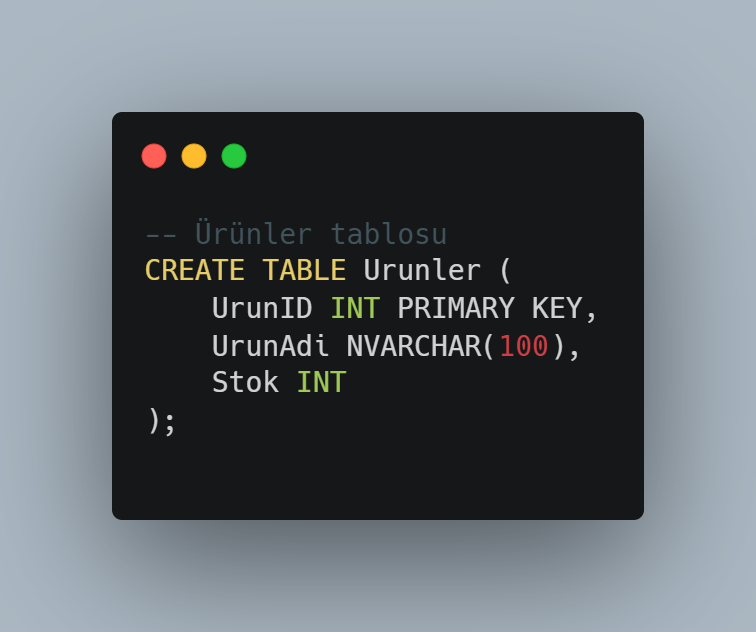 -- Ürünler tablosu
CREATE TABLE Urunler (
    UrunID INT PRIMARY KEY,
    UrunAdi NVARCHAR(100),
    Stok INT
);